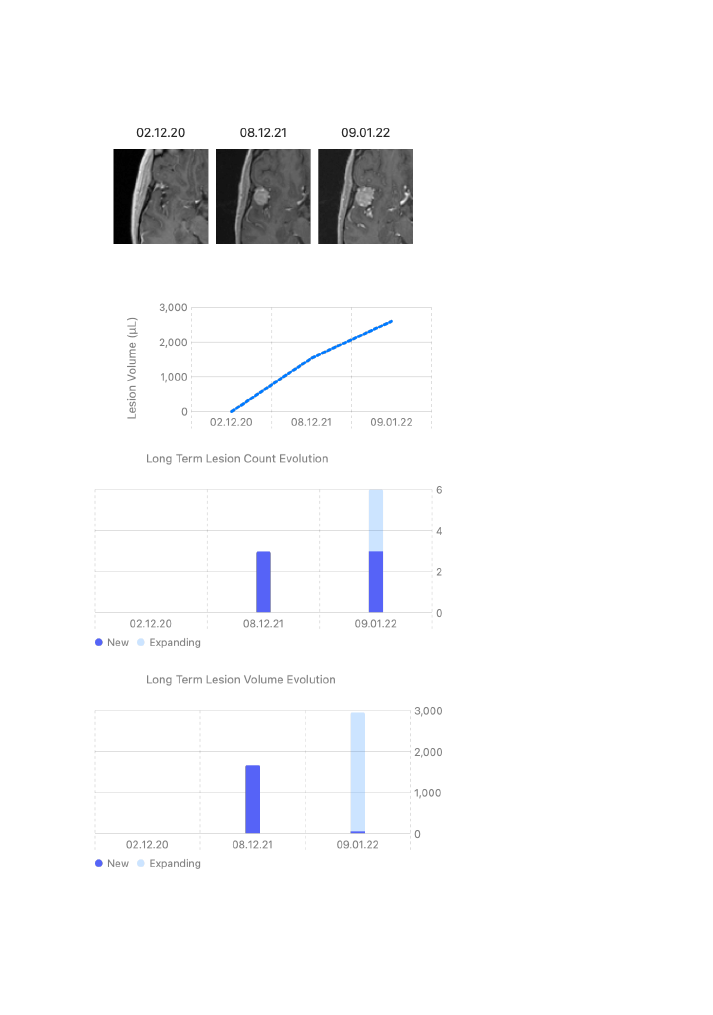 02.12.20 08.12.21 09.01.22
3,000
Lesion Volume (µL)
2,000
1,000
0
02.12.20 08.12.21 09.01.22
Long Term Lesion Count Evolution
6
4
2
0
02.12.20 08.12.21 09.01.22
New Expanding
Long Term Lesion Volume Evolution
3,000
2,000
1,000
0
02.12.20 08.12.21 09.01.22
New Expanding